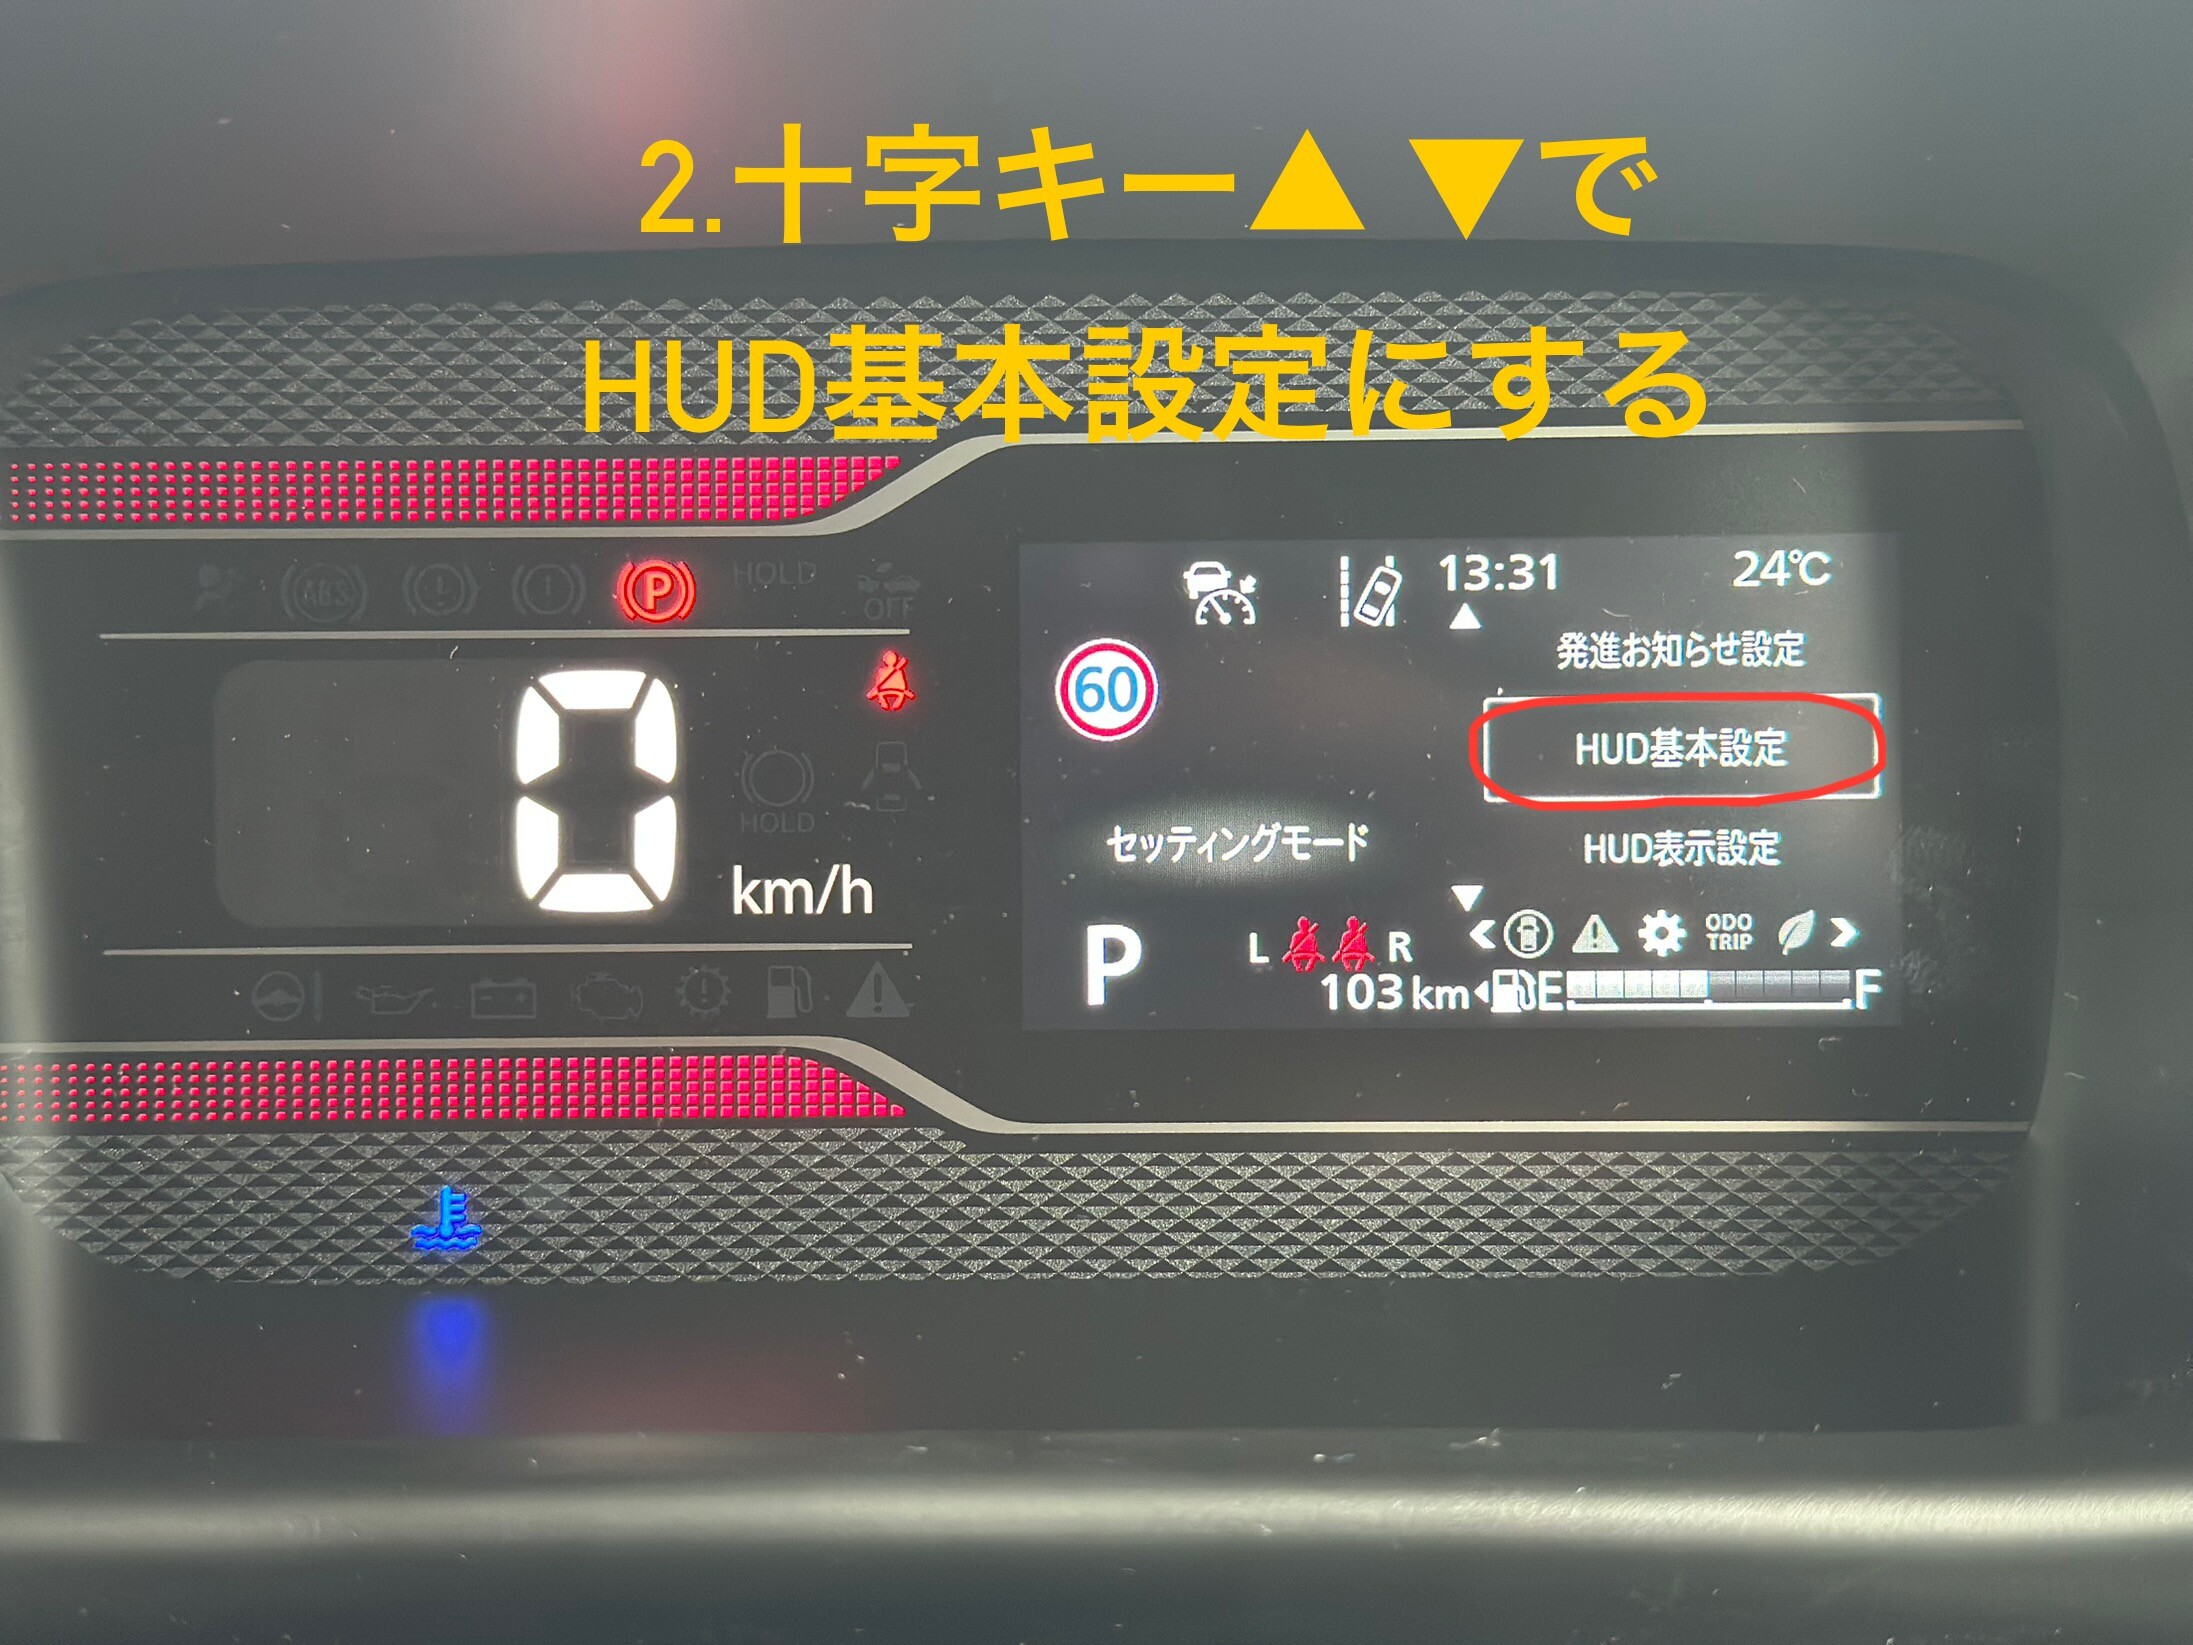 2.十字キー▲▼で
HUD基本設定にする
ABS
P
HOLD
OFF
13:31
24℃
発進お知らせ設定
60
HUD基本設定
0
HOLD
km/h
セッティングモード
HUD表示設定
P
L
R
ODO
TRIP
103km
E
F